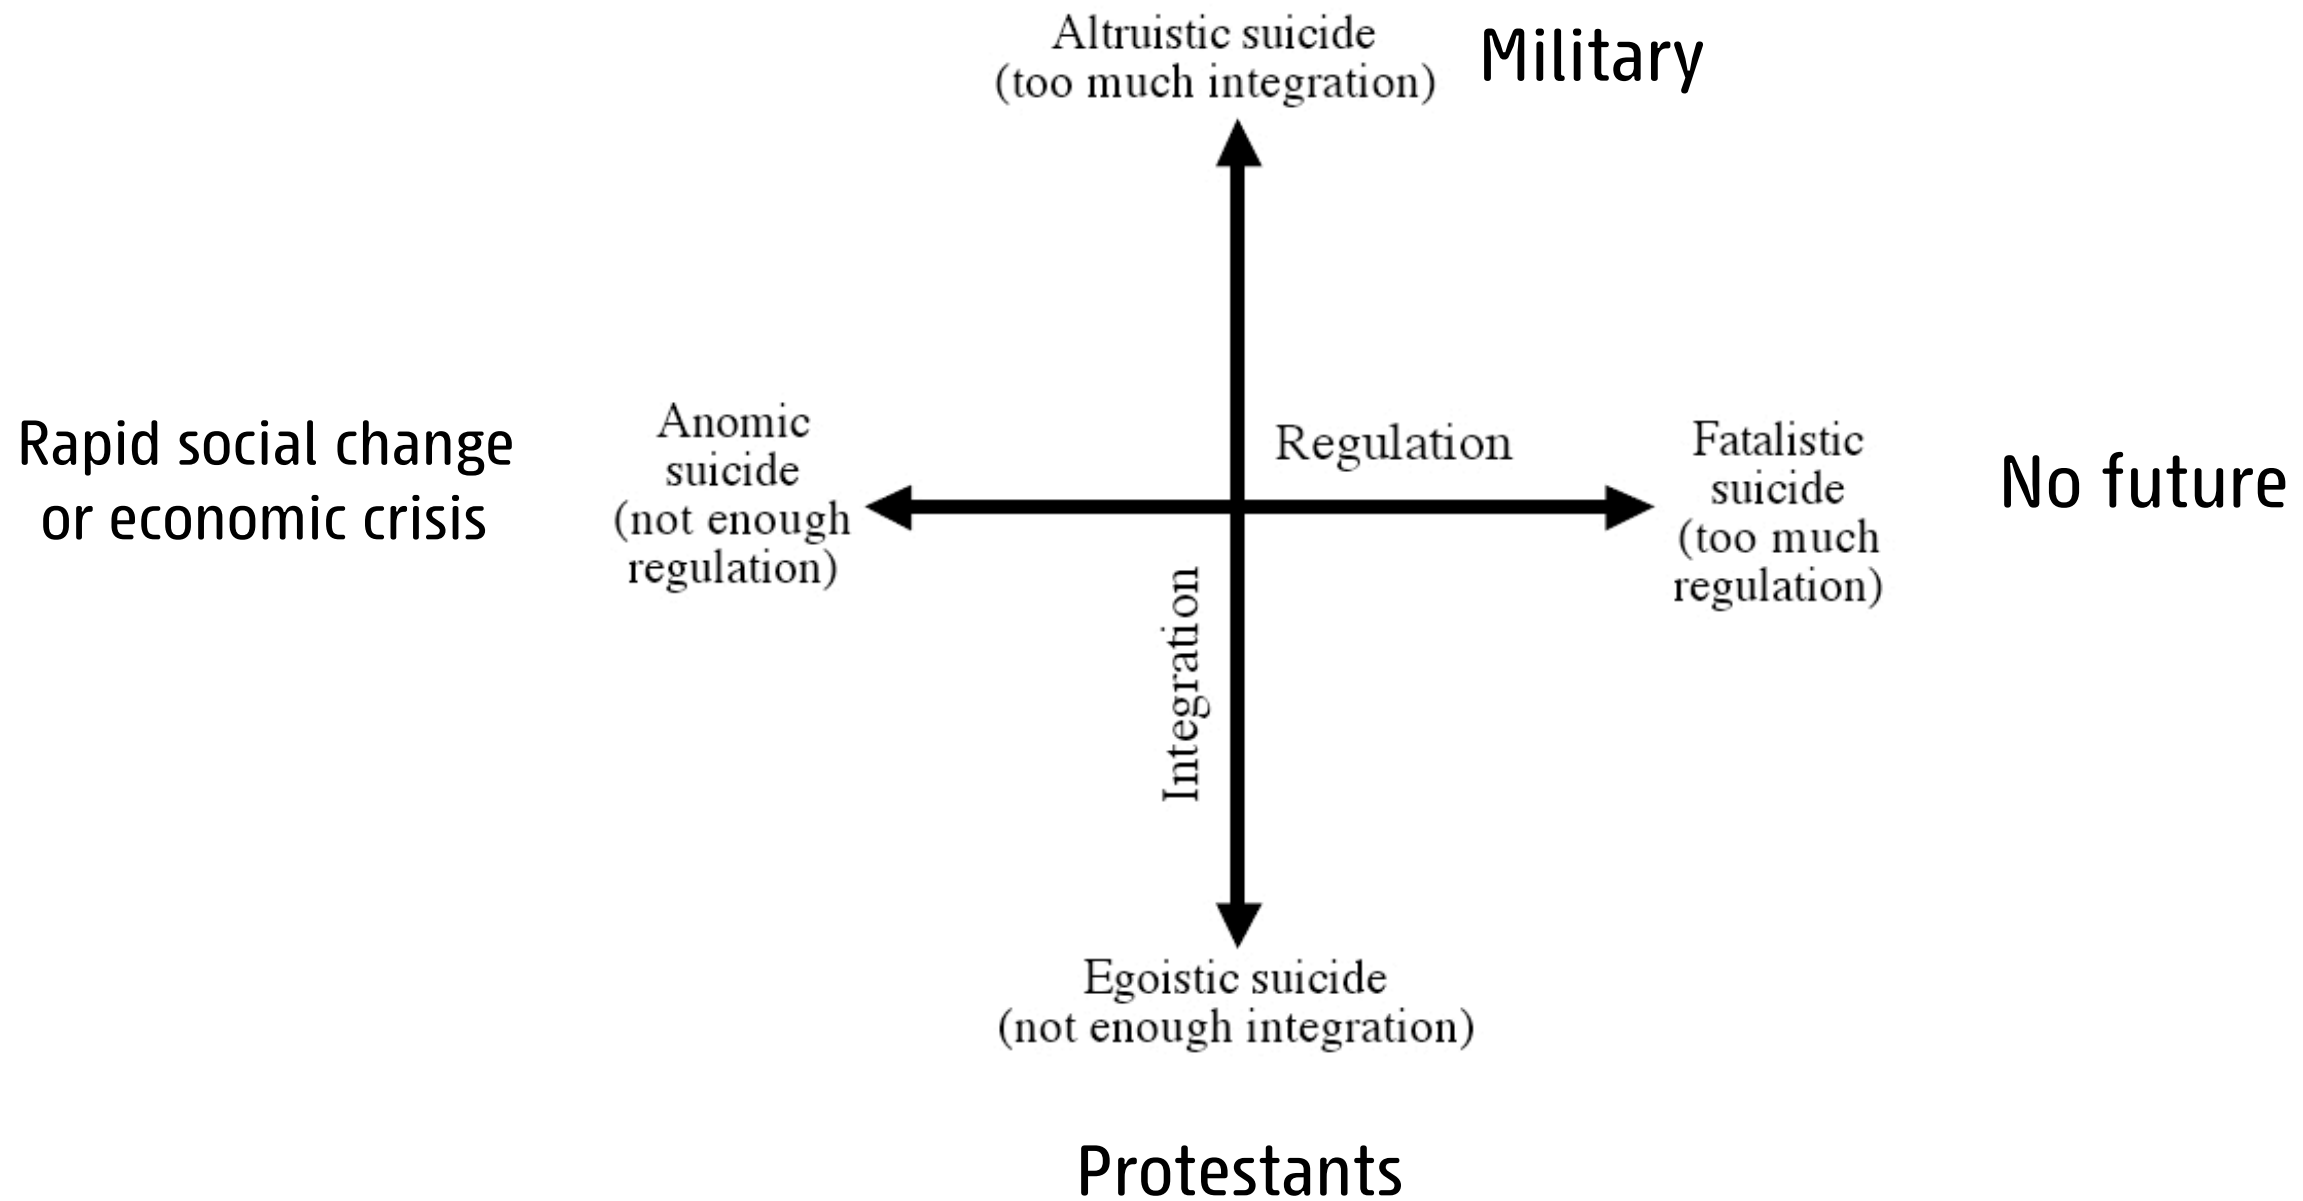 Altruistic suicide
(too much integration)
Military
Rapid social change
or economic crisis
Anomic
suicide
(not enough
regulation)
Regulation
Fatalistic
suicide
(too much
regulation)
No future
Integration
Egoistic suicide
(not enough integration)
Protestants